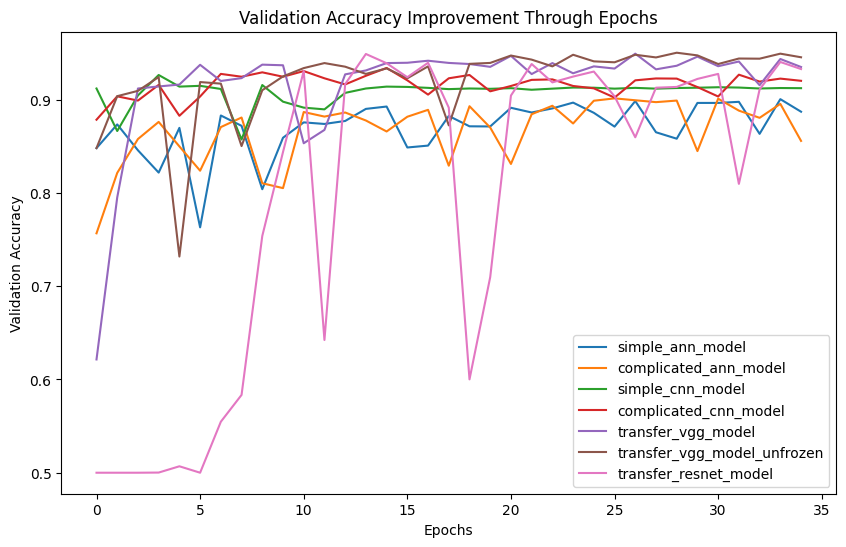 Validation Accuracy Improvement Through Epochs
Validation Accuracy
0.9
0.8
0.7
0.6
0.5
0
5
10
15
20
25
30
35
Epochs
simple_ann_model
complicated_ann_model
simple_cnn_model
complicated_cnn_model
transfer_vgg_model
transfer_vgg_model_unfrozen
transfer_resnet_model